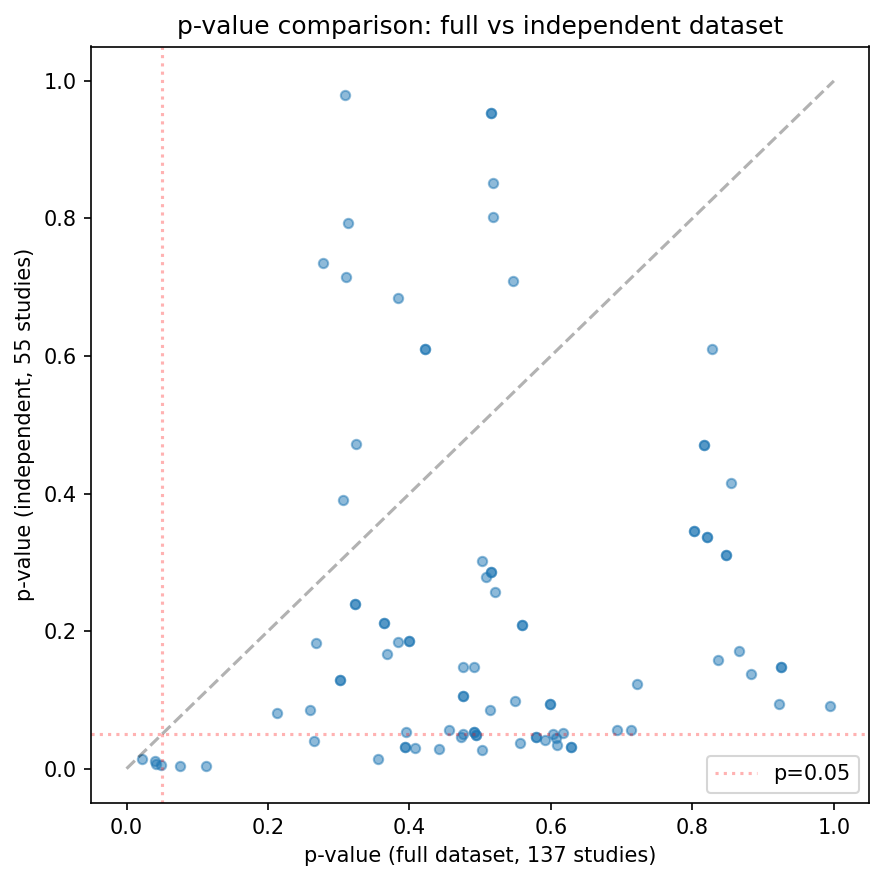 p-value comparison: full vs independent dataset
p-value (independent, 55 studies)
1.0
0.8
0.6
0.4
0.2
0.0
p=0.05
0.0 0.2 0.4 0.6 0.8 1.0
p-value (full dataset, 137 studies)